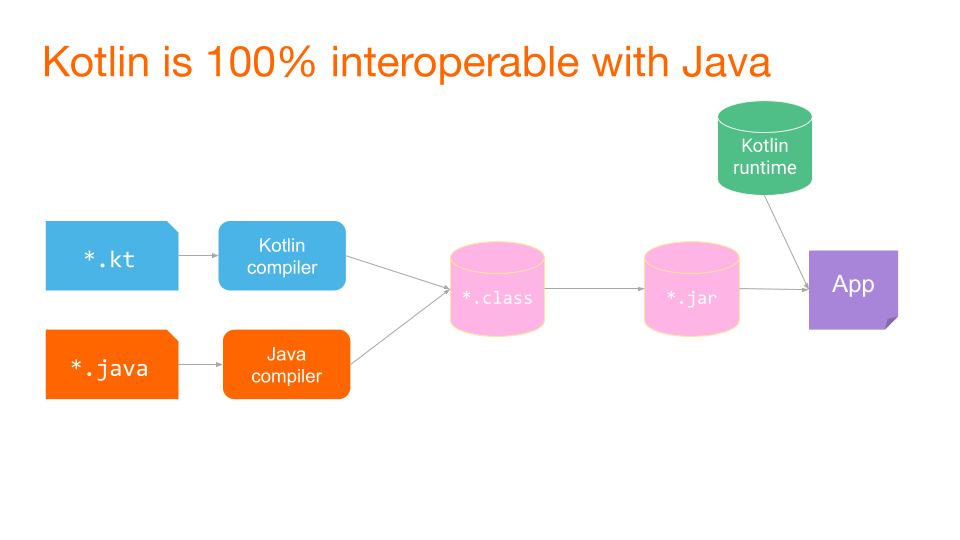 Kotlin is 100% interoperable with Java
Kotlin
runtime
*.kt
Kotlin
compiler
*.class
*.jar
App
*.java
Java
compiler